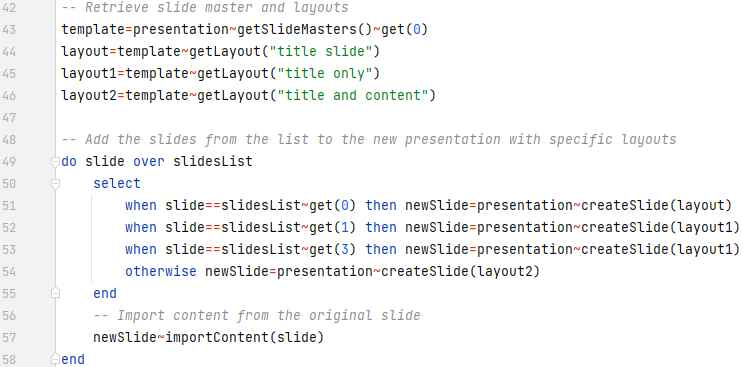 42 -- Retrieve slide master and layouts
43 template=presentation~getSlideMasters()~get(0)
44 layout=template~getLayout("title slide")
45 layout1=template~getLayout("title only")
46 layout2=template~getLayout("title and content")
47
48 -- Add the slides from the list to the new presentation with specific layouts
49 do slide over slidesList
50     select
51         when slide==slidesList~get(0) then newSlide=presentation~createSlide(layout)
52         when slide==slidesList~get(1) then newSlide=presentation~createSlide(layout1)
53         when slide==slidesList~get(3) then newSlide=presentation~createSlide(layout1)
54         otherwise newSlide=presentation~createSlide(layout2)
55     end
56     -- Import content from the original slide
57     newSlide~importContent(slide)
58 end